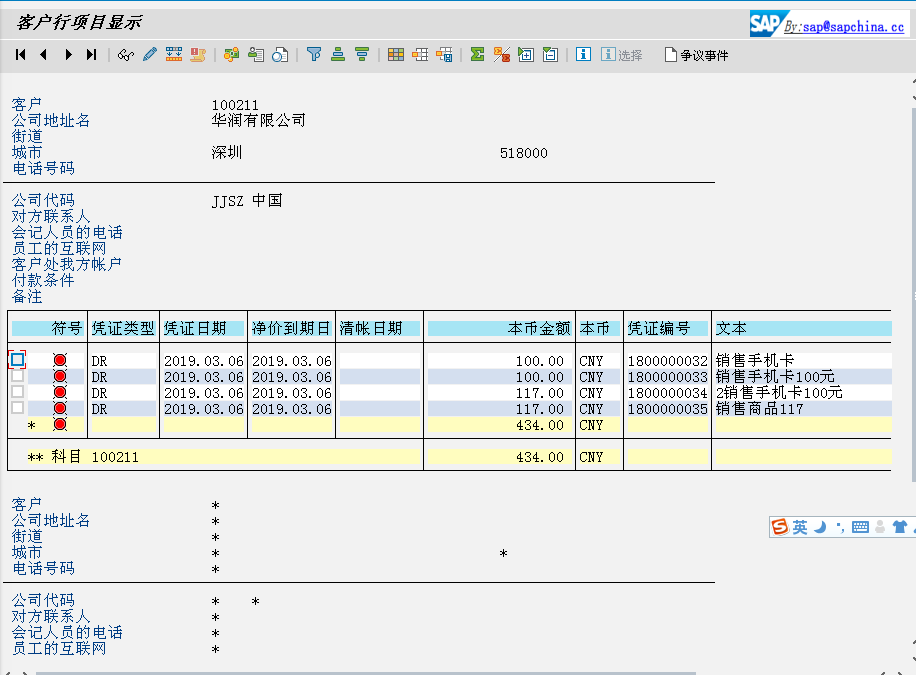 客户行项目显示
SAP By:sap@sapchina.cc
选择 争议事件
客户 100211
公司地址名 华润有限公司
街道
城市 深圳 518000
电话号码
公司代码 JJSZ 中国
对方联系人
会记人员的电话
员工的互联网
客户处我方帐户
付款条件
备注
符号 凭证类型 凭证日期 净价到期日 清帐日期 本币金额 本币 凭证编号 文本
DR 2019.03.06 2019.03.06 100.00 CNY 1800000032 销售手机卡
DR 2019.03.06 2019.03.06 100.00 CNY 1800000033 销售手机卡100元
DR 2019.03.06 2019.03.06 117.00 CNY 1800000034 2销售手机卡100元
DR 2019.03.06 2019.03.06 117.00 CNY 1800000035 销售商品117
* 434.00 CNY
** 科目 100211 434.00 CNY
客户 *
公司地址名 *
街道 *
城市 * *
电话号码 *
公司代码 * *
对方联系人 *
会记人员的电话 *
员工的互联网 *
英